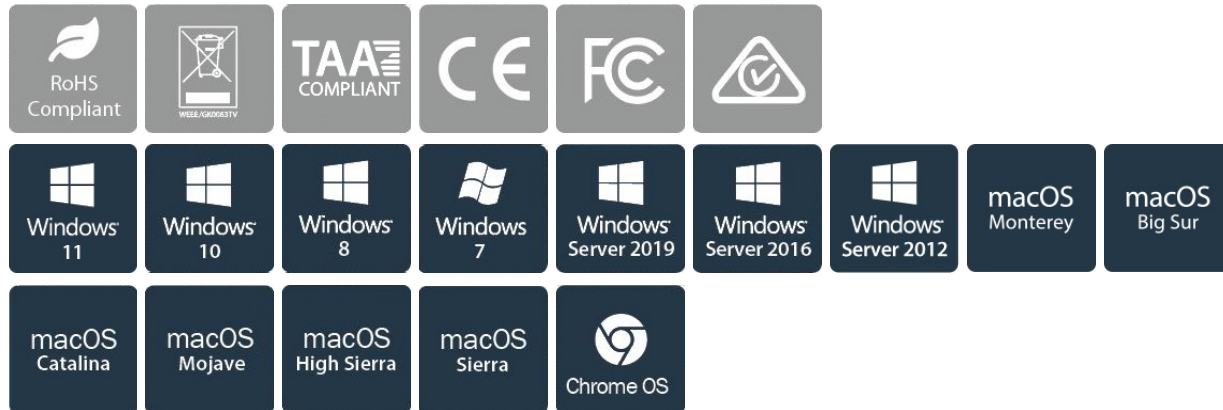 RoHS
Compliant
WEEE/GK0083TV
TAA
COMPLIANT
CE
FC
Windows
11
Windows
10
Windows
8
Windows
7
Windows
Server 2019
Windows
Server 2016
Windows
Server 2012
macOS
Monterey
macOS
Big Sur
macOS
Catalina
macOS
Mojave
macOS
High Sierra
macOS
Sierra
Chrome OS